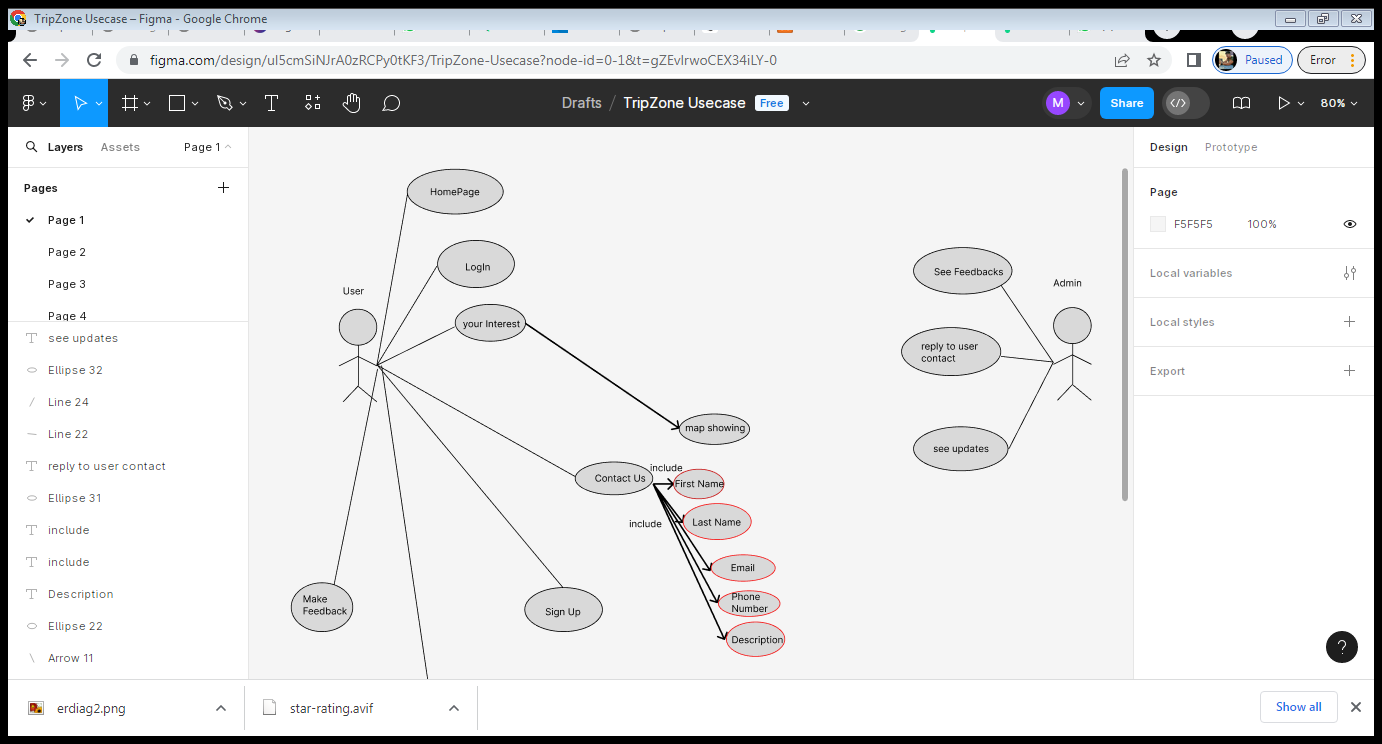 TripZone Usecase – Figma - Google Chrome
figma.com/design/ul5cmSiNJrA0zRCPy0tKF3/TripZone-Usecase?node-id=0-1&t=gZEvIrwoCEX34iLY-0
Paused
Error
Drafts / TripZone Usecase Free
M
Share
80%
Layers
Assets
Page 1
Pages
Page 1
Page 2
Page 3
Page 4
see updates
Ellipse 32
Line 24
Line 22
reply to user contact
Ellipse 31
include
include
Description
Ellipse 22
Arrow 11
HomePage
LogIn
User
your Interest
map showing
Contact Us
include
First Name
Last Name
include
Email
Phone
Number
Description
Make
Feedback
Sign Up
See Feedbacks
Admin
reply to user
contact
see updates
Design
Prototype
Page
F5F5F5
100%
Local variables
Local styles
Export
?
erdiag2.png
star-rating.avif
Show all